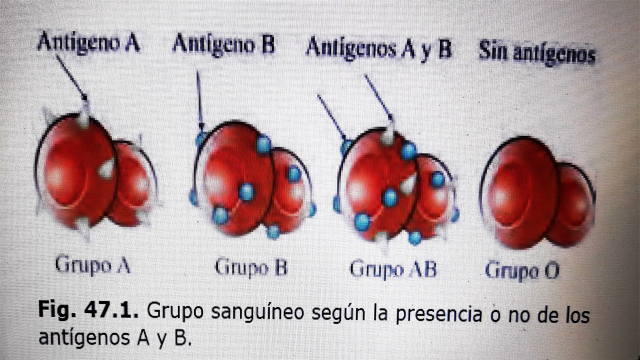 Antígeno A Antígeno B Antígenos A y B Sin antígenos
Grupo A Grupo B Grupo AB Grupo O
Fig. 47.1. Grupo sanguíneo según la presencia o no de los
antígenos A y B.